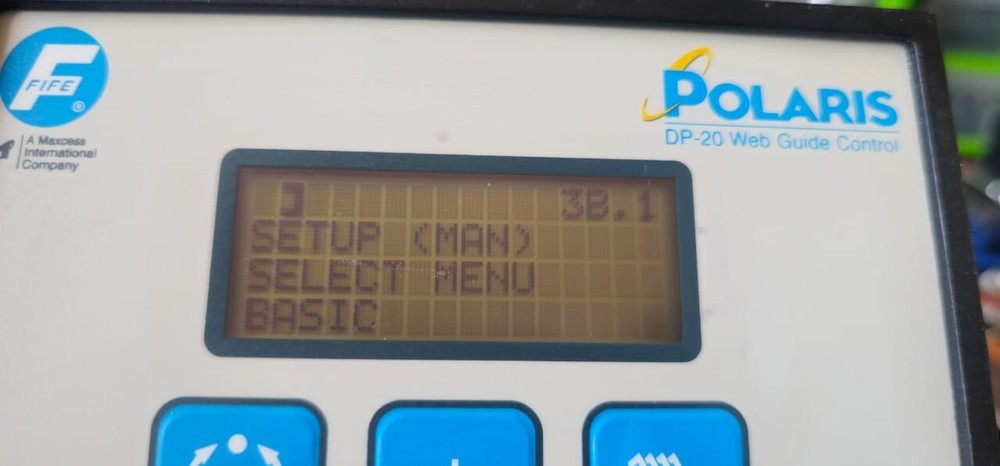 FIFE
®
A Maxcess
International
Company
POLARIS
DP-20 Web Guide Control
3B.1
SETUP (MAN)
SELECT MENU
BASIC